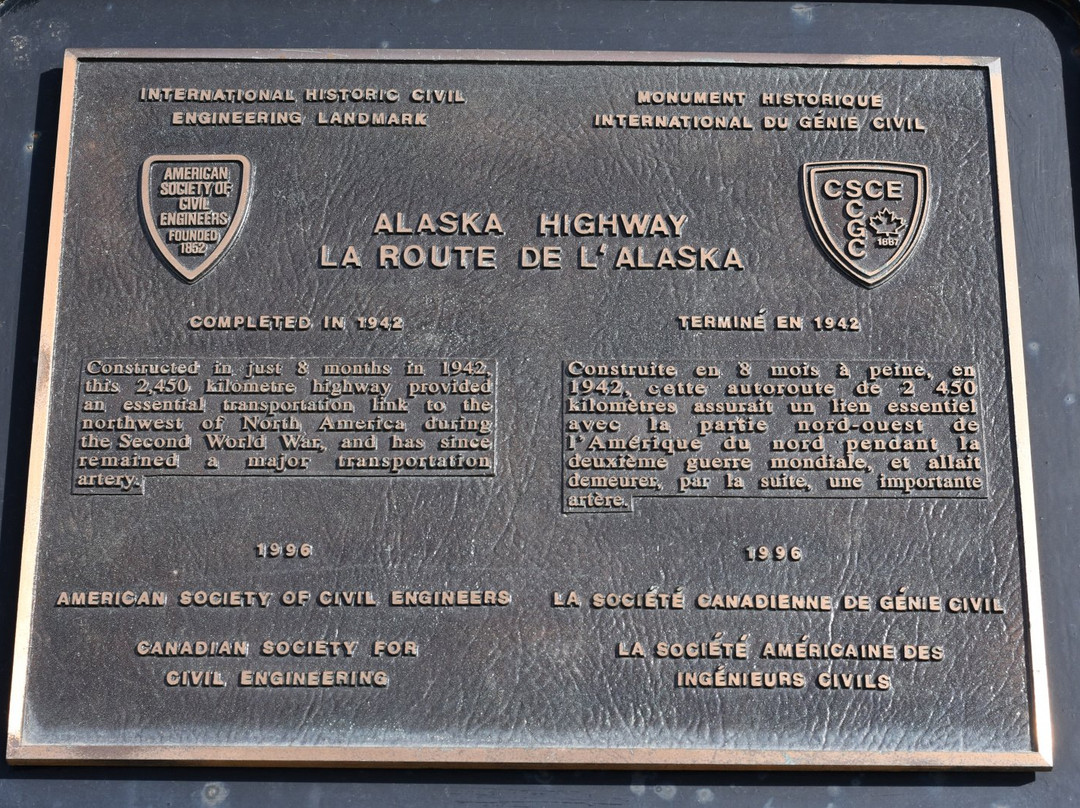 INTERNATIONAL HISTORIC CIVIL
ENGINEERING LANDMARK
MONUMENT HISTORIQUE
INTERNATIONAL DU GÉNIE CIVIL
AMERICAN
SOCIETY OF
CIVIL
ENGINEERS
FOUNDED
1852
CSCE
SCGC
1887
ALASKA HIGHWAY
LA ROUTE DE L'ALASKA
COMPLETED IN 1942
Constructed in just 8 months in 1942,
this 2,450 kilometre highway provided
an essential transportation link to the
northwest of North America during
the Second World War, and has since
remained a major transportation
artery.
TERMINÉ EN 1942
Construite en 8 mois à peine, en
1942, cette autoroute de 2 450
kilomètres assurait un lien essentiel
avec la partie nord-ouest de
l'Amérique du nord pendant la
deuxième guerre mondiale, et allait
demeurer, par la suite, une importante
artère.
1996
AMERICAN SOCIETY OF CIVIL ENGINEERS
CANADIAN SOCIETY FOR
CIVIL ENGINEERING
1996
LA SOCIÉTÉ CANADIENNE DE GÉNIE CIVIL
LA SOCIÉTÉ AMÉRICAINE DES
INGÉNIEURS CIVILS